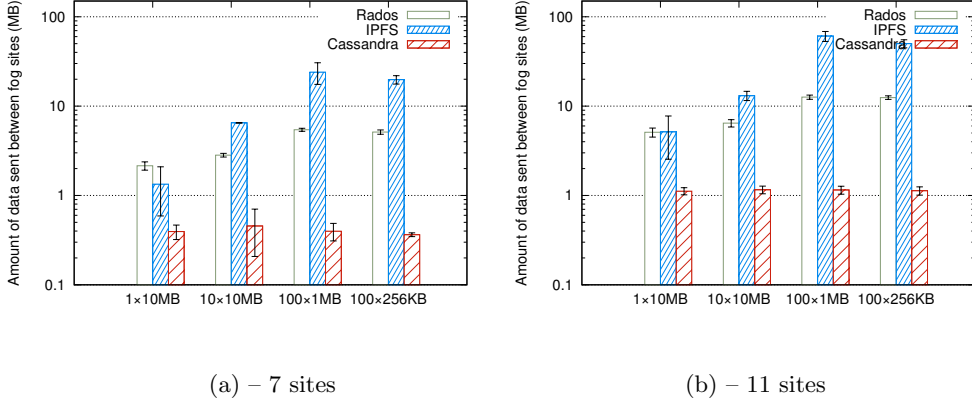 Amount of data sent between fog sites (MB)
100
10
1
0.1
Rados
IPFS
Cassandra
1×10MB 10×10MB 100×1MB 100×256KB
(a) – 7 sites
Amount of data sent between fog sites (MB)
100
10
1
0.1
Rados
IPFS
Cassandra
1×10MB 10×10MB 100×1MB 100×256KB
(b) – 11 sites